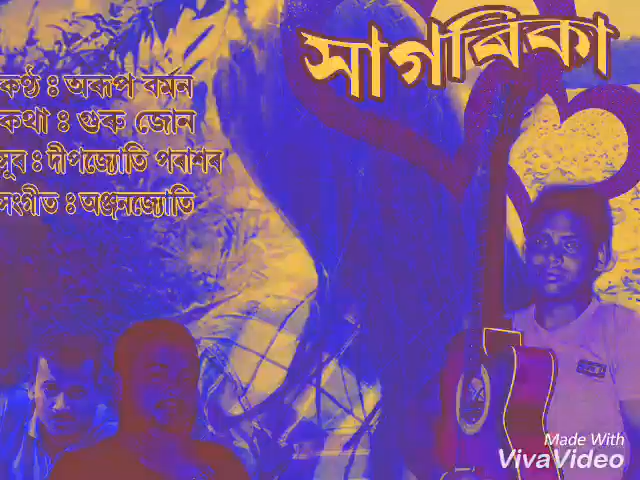 সাগৰিকা
কণ্ঠ ঃ অৰূপ বৰ্মন
কথা ঃ গুৰু জোন
সুৰ ঃ দীপজ্যোতি পৰাশৰ
সংগীত ঃ অঞ্জনজ্যোতি
Made With
VivaVideo